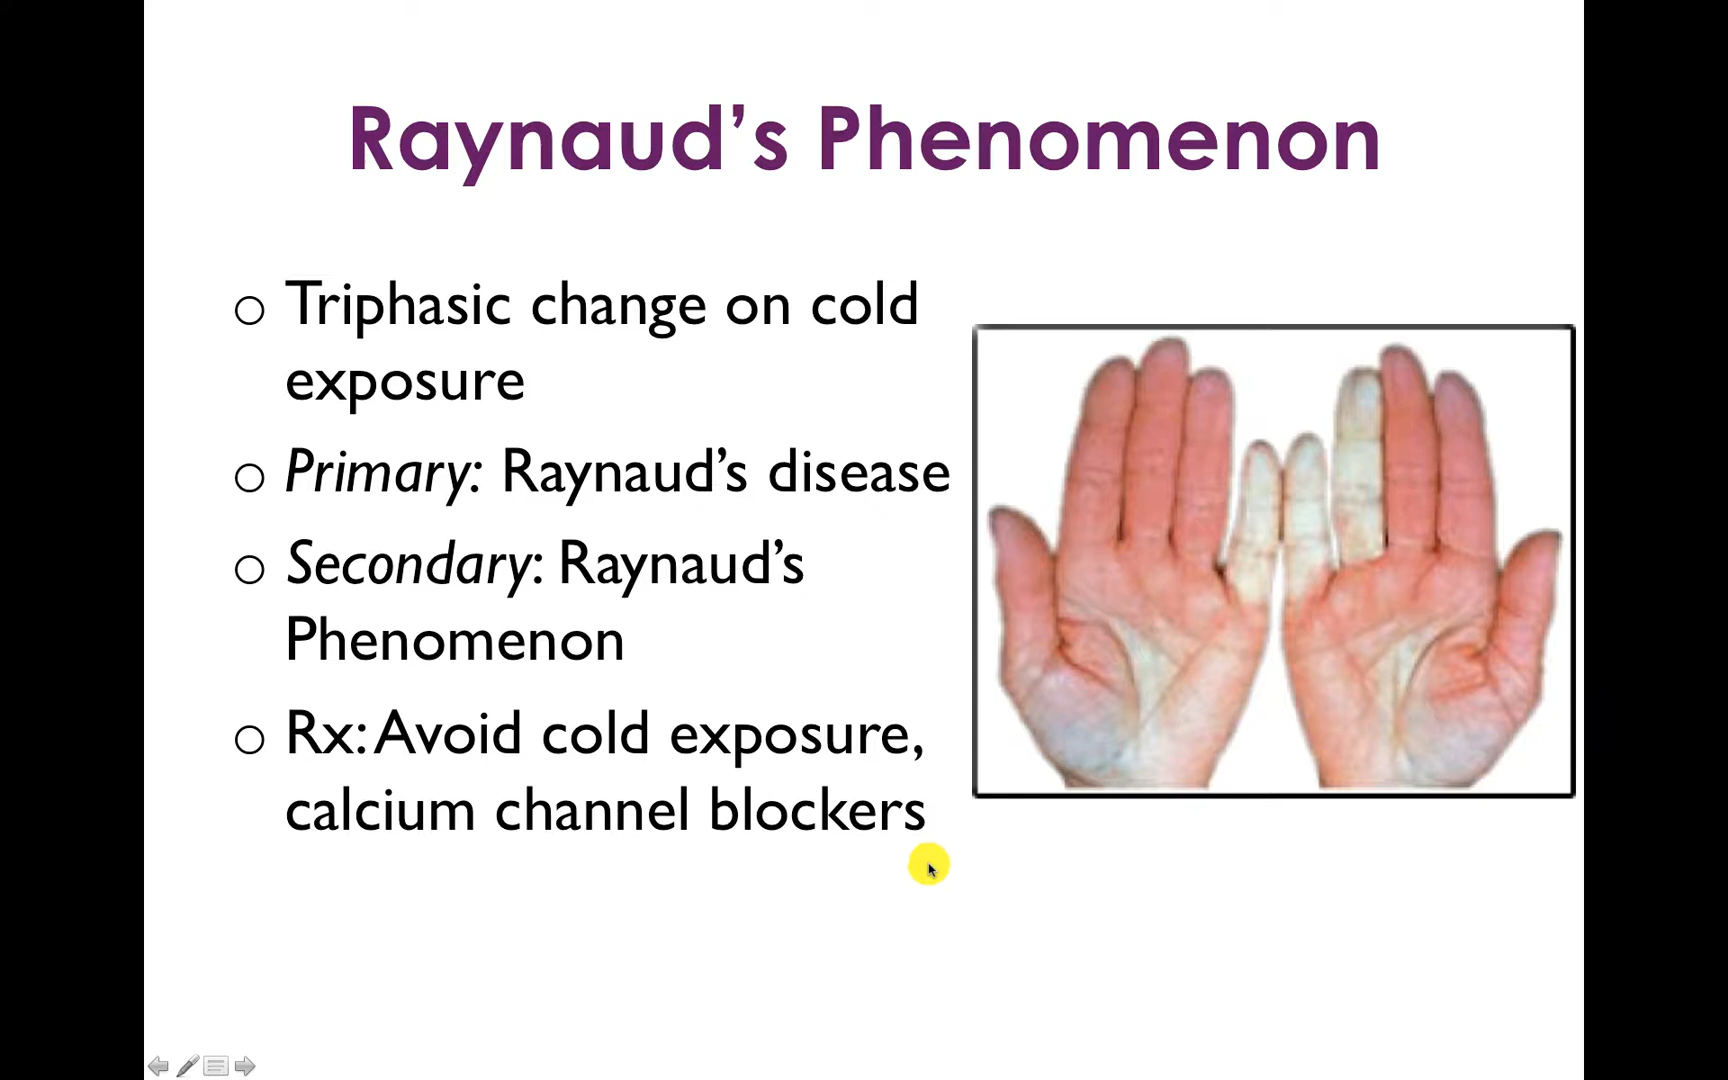 Raynaud’s Phenomenon
Triphasic change on cold
exposure
Primary: Raynaud’s disease
Secondary: Raynaud’s
Phenomenon
Rx: Avoid cold exposure,
calcium channel blockers